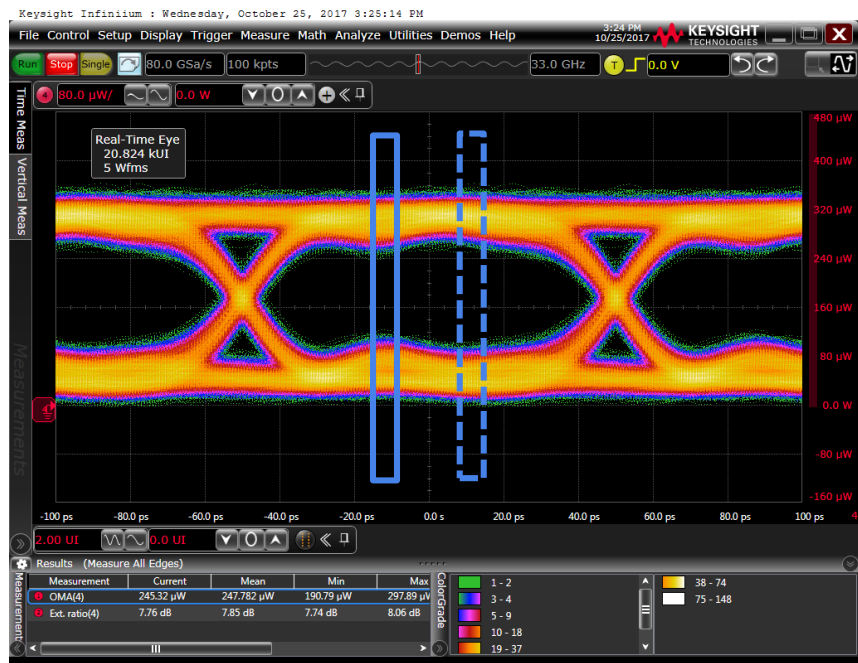 Keysight Infiniium : Wednesday, October 25, 2017 3:25:14 PM
File Control Setup Display Trigger Measure Math Analyze Utilities Demos Help
3:24 PM
10/25/2017
KEYSIGHT
TECHNOLOGIES
X
Run Stop Single 80.0 GSa/s 100 kpts 33.0 GHz T 0.0 V
4 80.0 µW/ 0.0 W
Time Meas
Vertical Meas
Measurements
Real-Time Eye
20.824 kUI
5 Wfms
480 µW
400 µW
320 µW
240 µW
160 µW
80 µW
0.0 W
-80 µW
-160 µW
-100 ps -80.0 ps -60.0 ps -40.0 ps -20.0 ps 0.0 s 20.0 ps 40.0 ps 60.0 ps 80.0 ps 100 ps 4
2.00 UI 0.0 UI
Results (Measure All Edges)
Measurement Current Mean Min Max
OMA(4) 245.32 µW 247.782 µW 190.79 µW 297.89 µW
Ext. ratio(4) 7.76 dB 7.85 dB 7.74 dB 8.06 dB
Measurements
ColorGrade
1 - 2
3 - 4
5 - 9
10 - 18
19 - 37
38 - 74
75 - 148